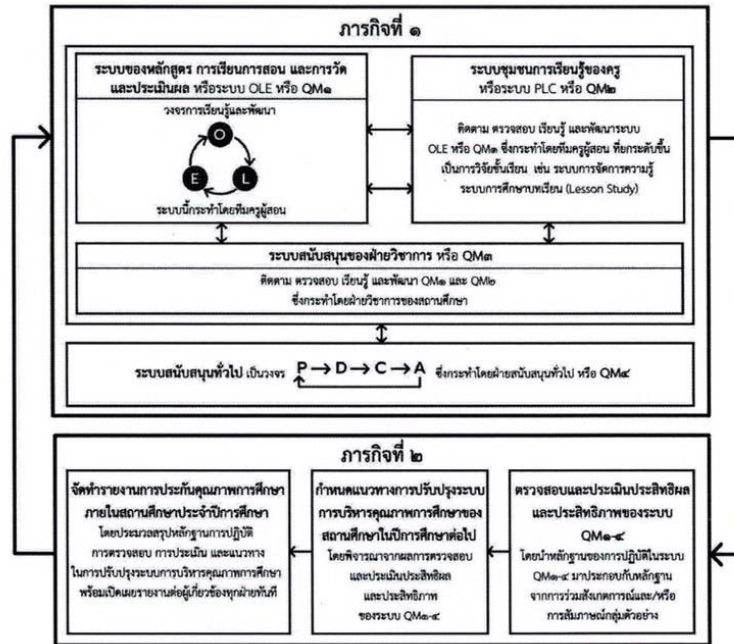 ภารกิจที่ ๑
ระบบของหลักสูตร การเรียนการสอน และการวัด
และประเมินผล หรือระบบ OLE หรือ QM๑
วงจรการเรียนรู้และพัฒนา
O
E
L
ระบบนี้กระทำโดยทีมครูผู้สอน
ระบบชุมชนการเรียนรู้ของครู
หรือระบบ PLC หรือ QM๒
ติดตาม ตรวจสอบ เรียนรู้ และพัฒนาระบบ
OLE หรือ QM๑ ซึ่งกระทำโดยทีมครูผู้สอน ที่ยกระดับขึ้น
เป็นการวิจัยชั้นเรียน เช่น ระบบการจัดการความรู้
ระบบการศึกษาบทเรียน (Lesson Study)
ระบบสนับสนุนของฝ่ายวิชาการ หรือ QM๓
ติดตาม ตรวจสอบ เรียนรู้ และพัฒนา QM๑ และ QM๒
ซึ่งกระทำโดยฝ่ายวิชาการของสถานศึกษา
ระบบสนับสนุนทั่วไป เป็นวงจร P → D → C → A ซึ่งกระทำโดยฝ่ายสนับสนุนทั่วไป หรือ QM๔
ภารกิจที่ ๒
จัดทำรายงานการประกันคุณภาพการศึกษา
ภายในสถานศึกษาประจำปีการศึกษา
โดยประมวลสรุปหลักฐานการปฏิบัติ
การตรวจสอบ การประเมิน และแนวทาง
ในการปรับปรุงระบบการบริหารคุณภาพการศึกษา
พร้อมเปิดเผยรายงานต่อผู้เกี่ยวข้องทุกฝ่ายทันที
กำหนดแนวทางการปรับปรุงระบบ
การบริหารคุณภาพการศึกษาของ
สถานศึกษาในปีการศึกษาต่อไป
โดยพิจารณาจากผลการตรวจสอบ
และประเมินประสิทธิผล
และประสิทธิภาพ
ของระบบ QM๑-๔
ตรวจสอบและประเมินประสิทธิผล
และประสิทธิภาพของระบบ
QM๑-๔
โดยนำหลักฐานของการปฏิบัติในระบบ
QM๑-๔ มาประกอบกับหลักฐาน
จากการร่วมสังเกตการณ์และ/หรือ
การสัมภาษณ์กลุ่มตัวอย่าง